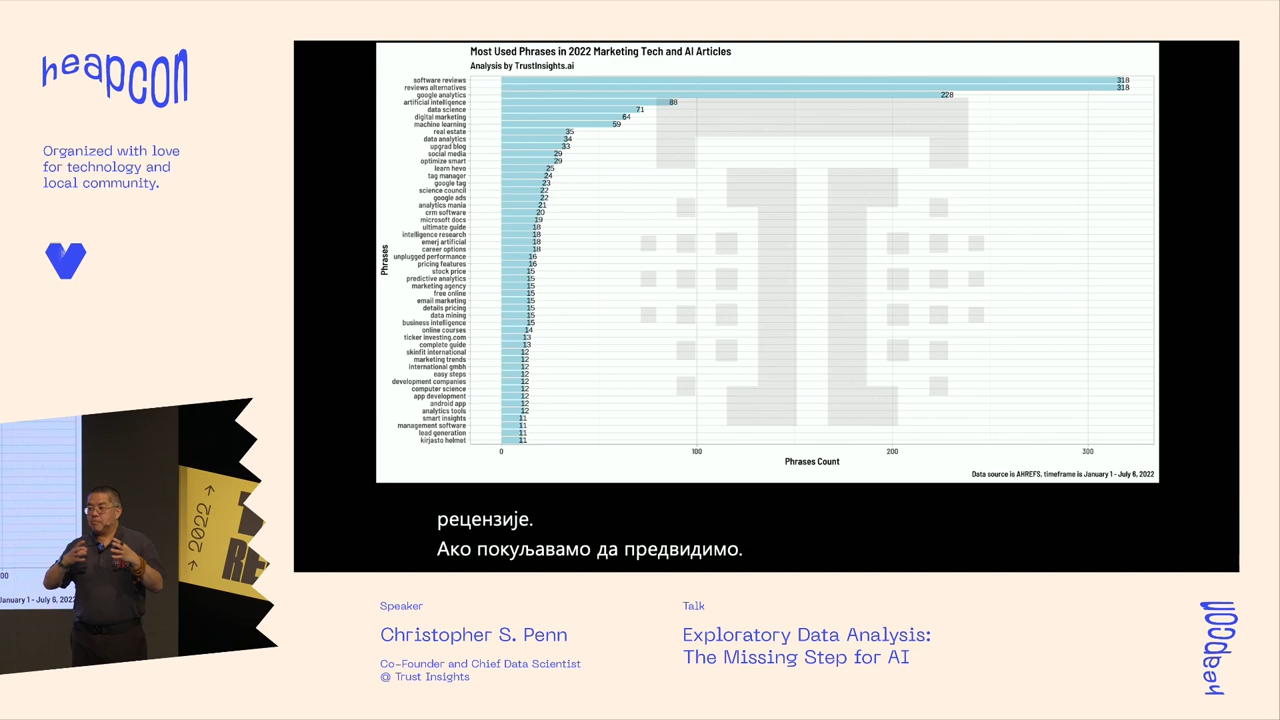 heapcon
Organized with love
for technology and
local community.
Most Used Phrases in 2022 Marketing Tech and AI Articles
Analysis by TrustInsights.ai
Phrases
software reviews 318
reviews alternatives 318
google analytics 228
artificial intelligence 88
data science 71
digital marketing 64
machine learning 59
real estate 35
data analytics 34
upgrad blog 33
social media 29
optimize smart 29
learn hevo 25
tag manager 24
google tag 23
science council 22
google ads 22
analytics mania 21
crm software 20
microsoft docs 19
ultimate guide 18
intelligence research 18
emerj artificial 18
career options 18
unplugged performance 16
pricing features 16
stock price 15
predictive analytics 15
marketing agency 15
free online 15
email marketing 15
details pricing 15
data mining 15
business intelligence 15
online courses 14
ticker investing.com 13
complete guide 13
skinfit international 12
marketing trends 12
international gmbh 12
easy steps 12
development companies 12
computer science 12
app development 12
android app 12
analytics tools 12
smart insights 11
management software 11
lead generation 11
kirjasto helmet 11
0 100 200 300
Phrases Count
Data source is AHREFS, timeframe is January 1 - July 6, 2022
рецензије.
Ако покуљавамо да предвидимо.
← 2022 →
RE
00
January 1 - July 6, 2022
Speaker
Christopher S. Penn
Co-Founder and Chief Data Scientist
@ Trust Insights
Talk
Exploratory Data Analysis:
The Missing Step for AI
heapcon